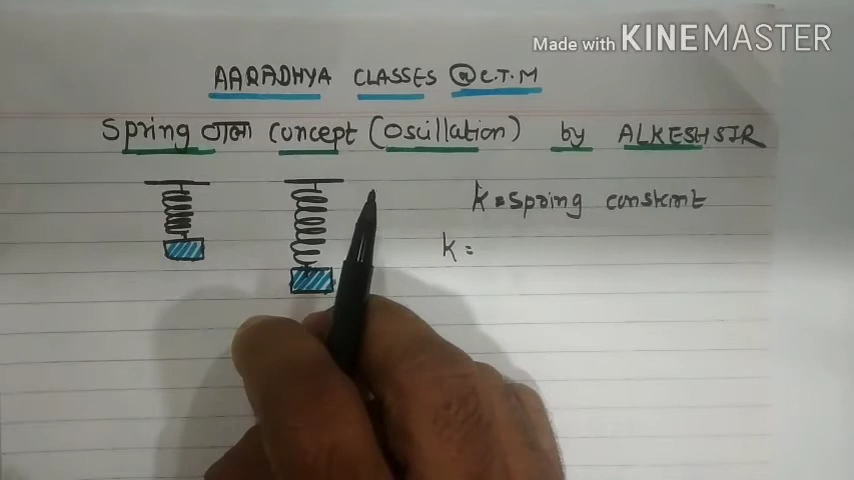 Made with KINEMASTER
AARADHYA CLASSES @C.T.M
Spring वाला Concept (Oscillation) by ALKESH SIR
k = Spring constant
k =